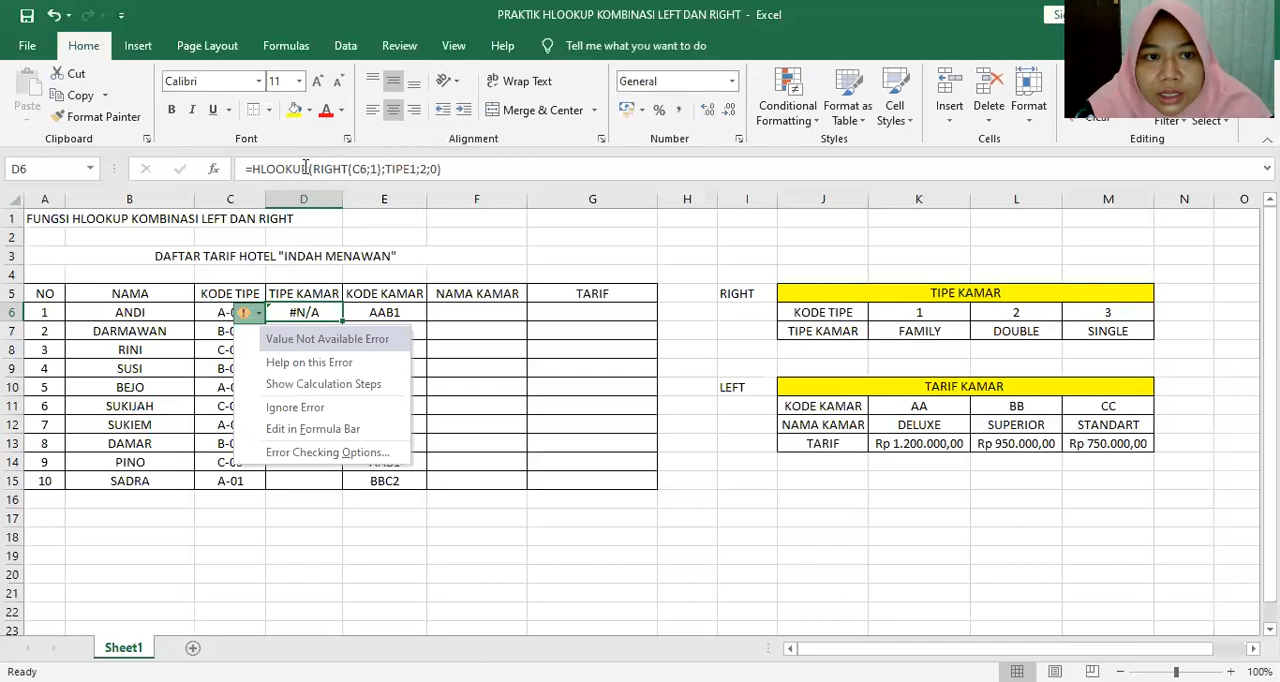 PRAKTIK HLOOKUP KOMBINASI LEFT DAN RIGHT - Excel
File Home Insert Page Layout Formulas Data Review View Help Tell me what you want to do
Cut
Copy
Format Painter
Paste
Clipboard
Calibri 11
B I U
Font
Wrap Text
Merge & Center
Alignment
General
Number
Conditional Formatting
Format as Table
Cell Styles
Styles
Insert Delete Format
Cells
Filter Select
Editing
D6 fx =HLOOKUP(RIGHT(C6;1);TIPE1;2;0)
A B C D E F G H I J K L M N O
1 FUNGSI HLOOKUP KOMBINASI LEFT DAN RIGHT
2
3 DAFTAR TARIF HOTEL "INDAH MENAWAN"
4
5 NO NAMA KODE TIPE TIPE KAMAR KODE KAMAR NAMA KAMAR TARIF RIGHT TIPE KAMAR
6 1 ANDI #N/A AAB1 KODE TIPE 1 2 3
7 2 DARMAWAN TIPE KAMAR FAMILY DOUBLE SINGLE
8 3 RINI
9 4 SUSI
10 5 BEJO LEFT TARIF KAMAR
11 6 SUKIJAH KODE KAMAR AA BB CC
12 7 SUKIEM NAMA KAMAR DELUXE SUPERIOR STANDART
13 8 DAMAR TARIF Rp 1.200.000,00 Rp 950.000,00 Rp 750.000,00
14 9 PINO
15 10 SADRA A-01 BBC2
16
17
18
19
20
21
22
23
Value Not Available Error
Help on this Error
Show Calculation Steps
Ignore Error
Edit in Formula Bar
Error Checking Options...
Sheet1
Ready 100%